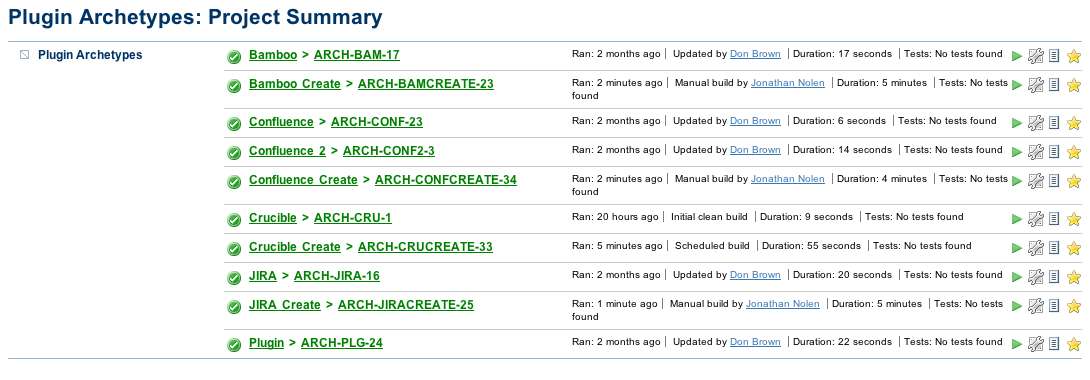 Plugin Archetypes: Project Summary
Plugin Archetypes
Bamboo > ARCH-BAM-17 Ran: 2 months ago | Updated by Don Brown | Duration: 17 seconds | Tests: No tests found
Bamboo Create > ARCH-BAMCREATE-23 Ran: 2 minutes ago | Manual build by Jonathan Nolen | Duration: 5 minutes | Tests: No tests
found
Confluence > ARCH-CONF-23 Ran: 2 months ago | Updated by Don Brown | Duration: 6 seconds | Tests: No tests found
Confluence 2 > ARCH-CONF2-3 Ran: 2 months ago | Updated by Don Brown | Duration: 14 seconds | Tests: No tests found
Confluence Create > ARCH-CONFCREATE-34 Ran: 2 minutes ago | Manual build by Jonathan Nolen | Duration: 4 minutes | Tests: No tests
found
Crucible > ARCH-CRU-1 Ran: 20 hours ago | Initial clean build | Duration: 9 seconds | Tests: No tests found
Crucible Create > ARCH-CRUCREATE-33 Ran: 5 minutes ago | Scheduled build | Duration: 55 seconds | Tests: No tests found
JIRA > ARCH-JIRA-16 Ran: 2 months ago | Updated by Don Brown | Duration: 20 seconds | Tests: No tests found
JIRA Create > ARCH-JIRACREATE-25 Ran: 1 minute ago | Manual build by Jonathan Nolen | Duration: 5 minutes | Tests: No tests
found
Plugin > ARCH-PLG-24 Ran: 2 months ago | Updated by Don Brown | Duration: 22 seconds | Tests: No tests found